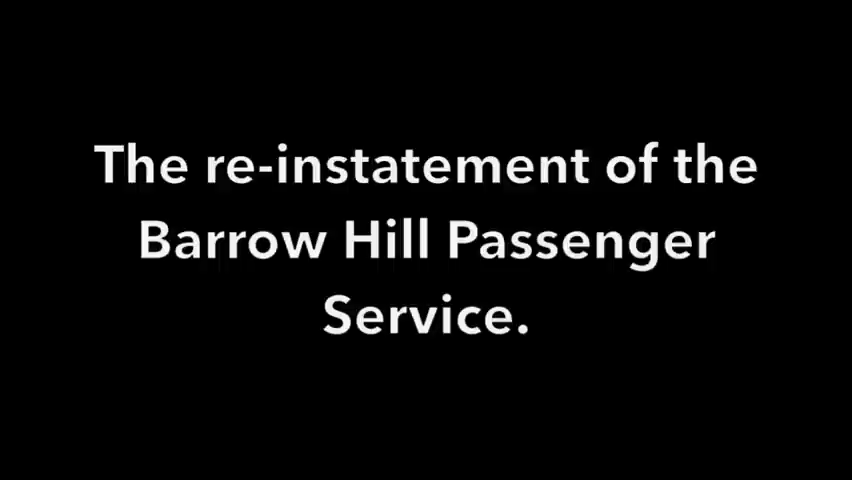 The re-instatement of the
Barrow Hill Passenger
Service.